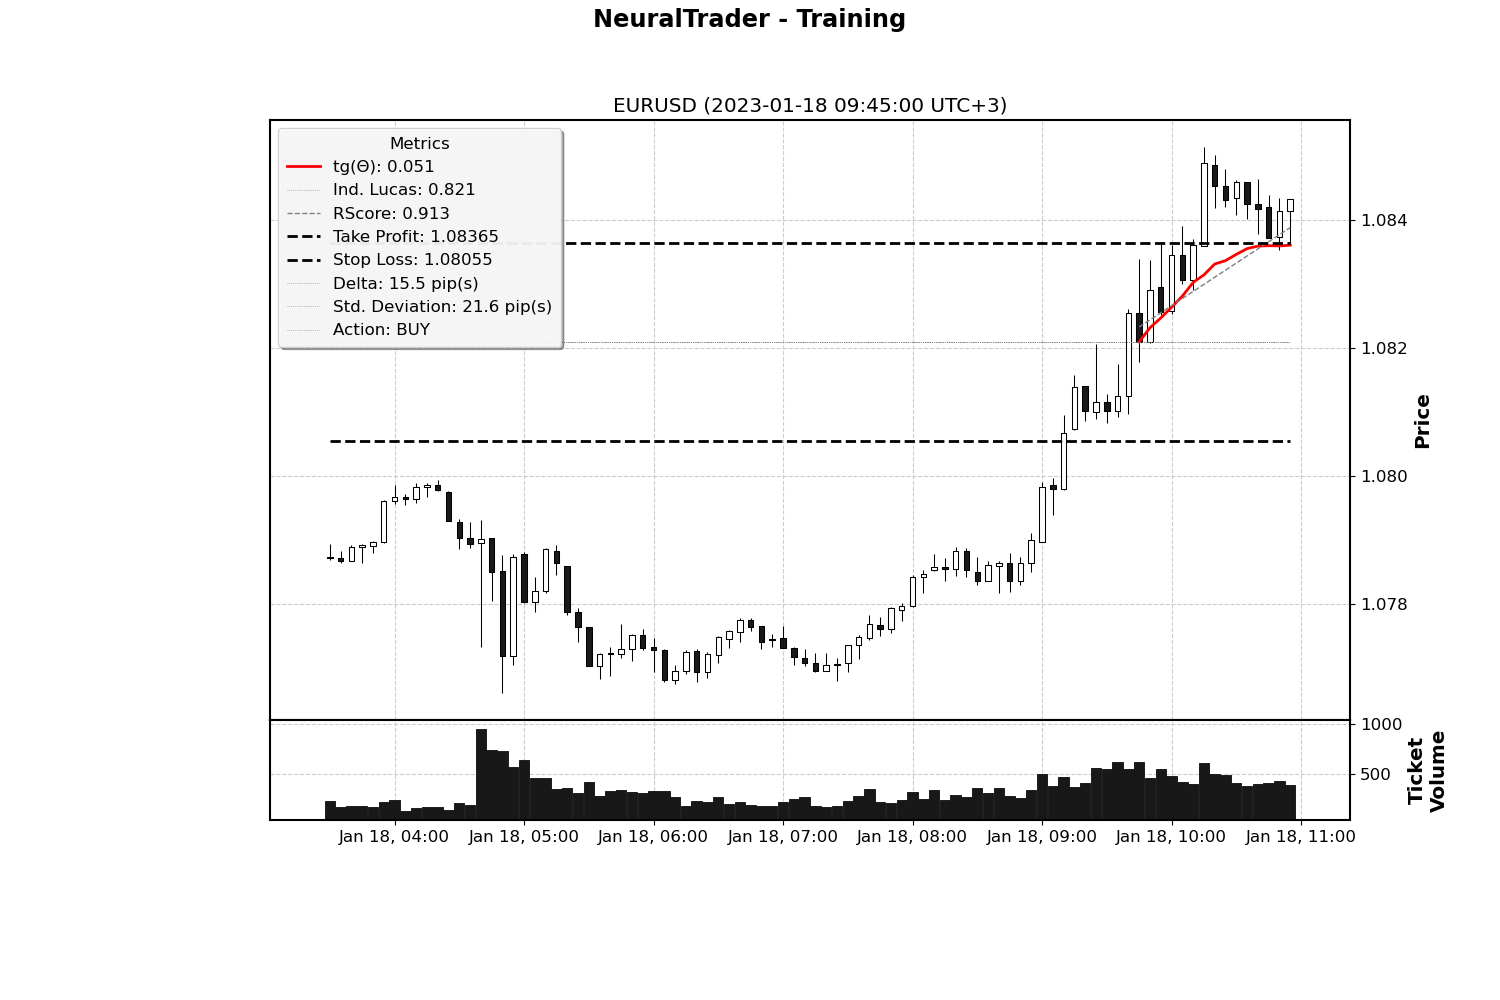 NeuralTrader - Training
EURUSD (2023-01-18 09:45:00 UTC+3)
Metrics
tg(Θ): 0.051
Ind. Lucas: 0.821
RScore: 0.913
Take Profit: 1.08365
Stop Loss: 1.08055
Delta: 15.5 pip(s)
Std. Deviation: 21.6 pip(s)
Action: BUY
1.084
1.082
1.080
1.078
Price
1000
500
Ticket
Volume
Jan 18, 04:00
Jan 18, 05:00
Jan 18, 06:00
Jan 18, 07:00
Jan 18, 08:00
Jan 18, 09:00
Jan 18, 10:00
Jan 18, 11:00